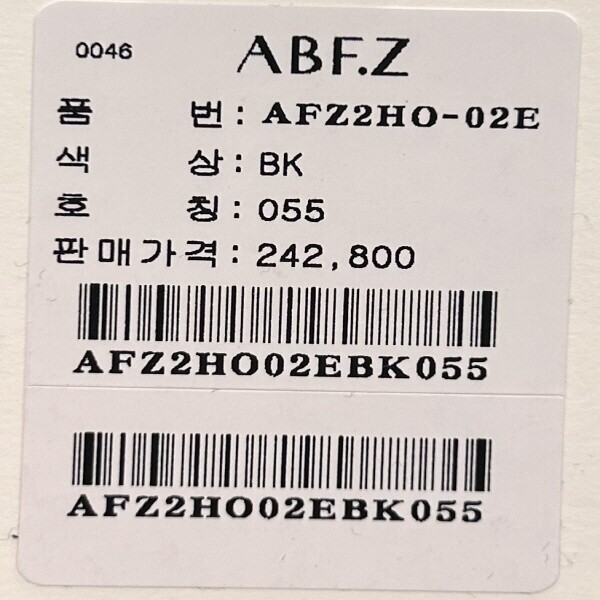 0046 ABF.Z
품 번 : AFZ2HO-02E
색 상 : BK
호 칭 : 055
판매가격 : 242,800
AFZ2HO02EBK055
AFZ2HO02EBK055